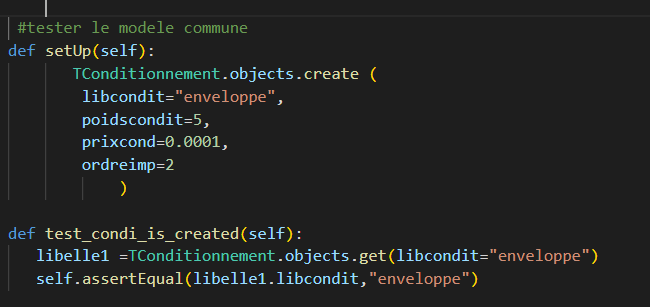 #tester le modele commune
def setUp(self):
TConditionnement.objects.create (
libcondit="enveloppe",
poidscondit=5,
prixcond=0.0001,
ordreimp=2
)
def test_condi_is_created(self):
libelle1 =TConditionnement.objects.get(libcondit="enveloppe")
self.assertEqual(libelle1.libcondit,"enveloppe")